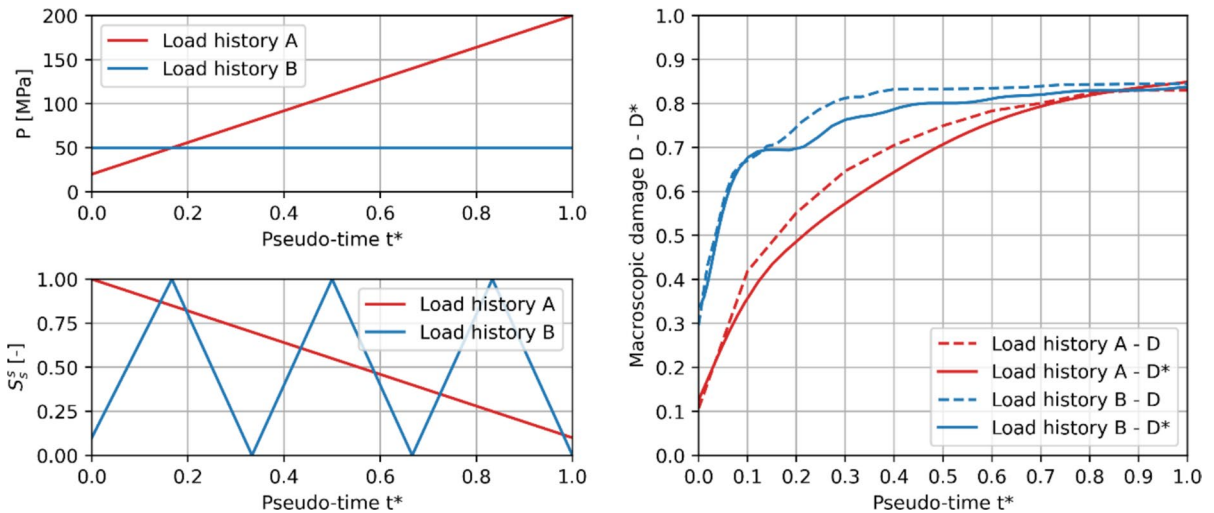 200
150
100
50
0
P [MPa]
Load history A
Load history B
0.0 0.2 0.4 0.6 0.8 1.0
Pseudo-time t*
1.00
0.75
0.50
0.25
0.00
S_s^s [-]
Load history A
Load history B
0.0 0.2 0.4 0.6 0.8 1.0
Pseudo-time t*
1.0
0.9
0.8
0.7
0.6
0.5
0.4
0.3
0.2
0.1
0.0
Macroscopic damage D - D*
Load history A - D
Load history A - D*
Load history B - D
Load history B - D*
0.0 0.1 0.2 0.3 0.4 0.5 0.6 0.7 0.8 0.9 1.0
Pseudo-time t*